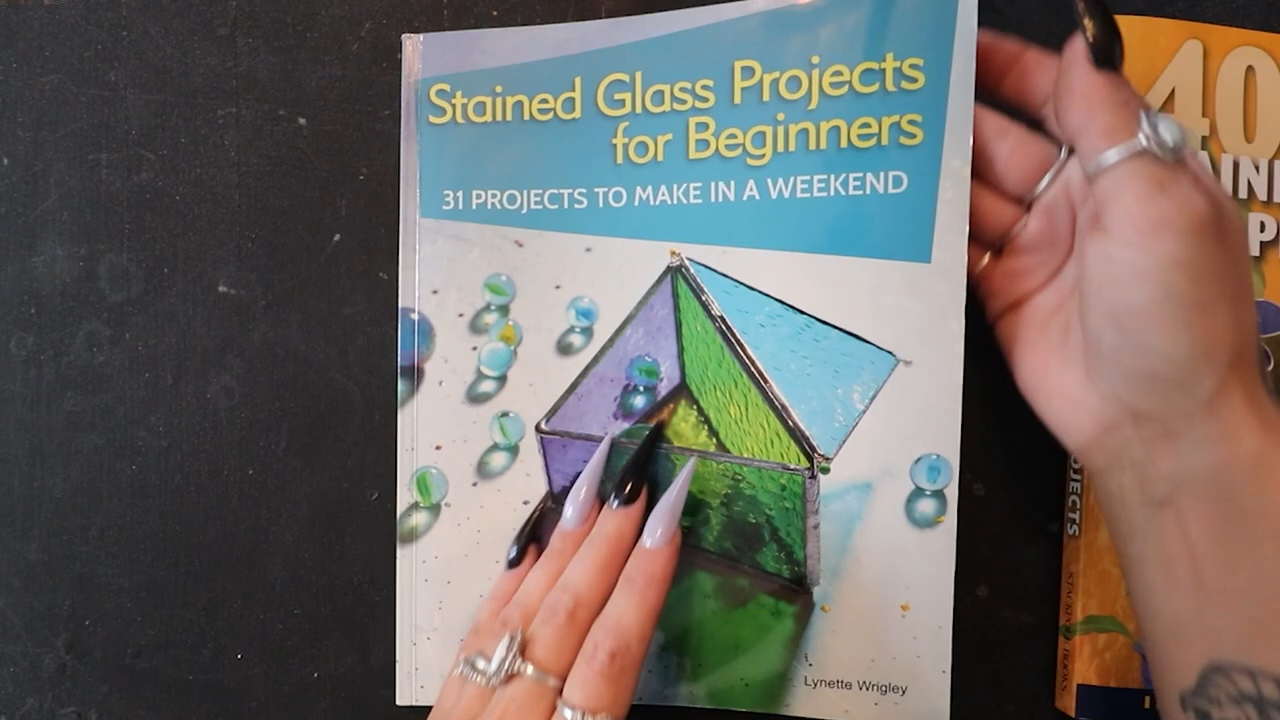 Stained Glass Projects
for Beginners
31 PROJECTS TO MAKE IN A WEEKEND
Lynette Wrigley
40